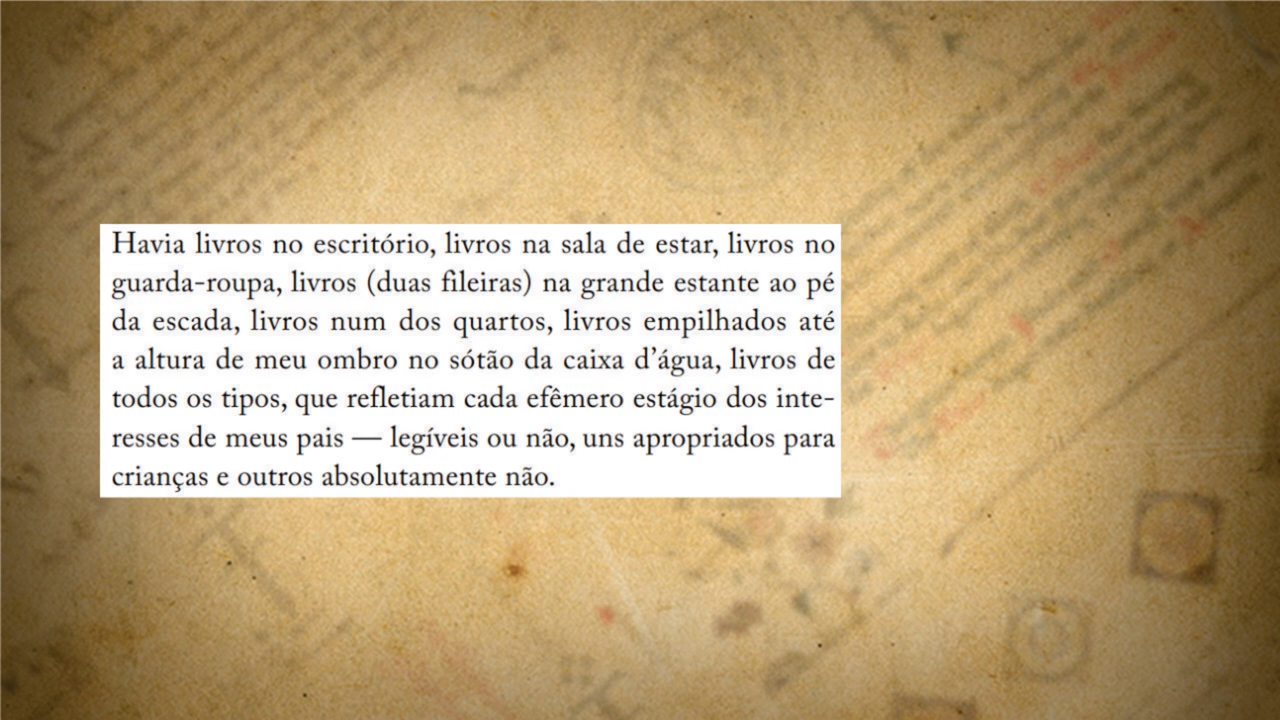 Havia livros no escritório, livros na sala de estar, livros no
guarda-roupa, livros (duas fileiras) na grande estante ao pé
da escada, livros num dos quartos, livros empilhados até
a altura de meu ombro no sótão da caixa d’água, livros de
todos os tipos, que refletiam cada efêmero estágio dos inte-
resses de meus pais — legíveis ou não, uns apropriados para
crianças e outros absolutamente não.